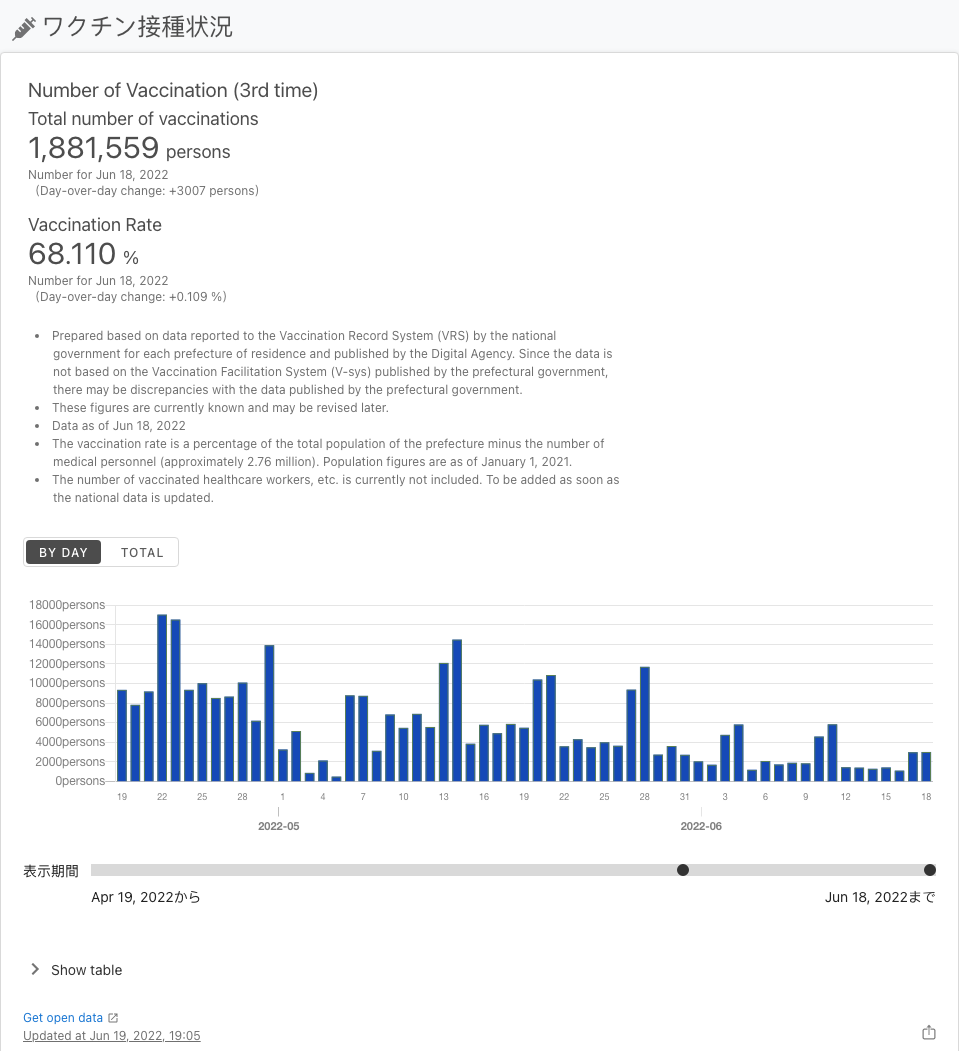 ワクチン接種状況
Number of Vaccination (3rd time)
Total number of vaccinations
1,881,559 persons
Number for Jun 18, 2022
(Day-over-day change: +3007 persons)
Vaccination Rate
68.110 %
Number for Jun 18, 2022
(Day-over-day change: +0.109 %)
• Prepared based on data reported to the Vaccination Record System (VRS) by the national
government for each prefecture of residence and published by the Digital Agency. Since the data is
not based on the Vaccination Facilitation System (V-sys) published by the prefectural government,
there may be discrepancies with the data published by the prefectural government.
• These figures are currently known and may be revised later.
• Data as of Jun 18, 2022
• The vaccination rate is a percentage of the total population of the prefecture minus the number of
medical personnel (approximately 2.76 million). Population figures are as of January 1, 2021.
• The number of vaccinated healthcare workers, etc. is currently not included. To be added as soon as
the national data is updated.
BY DAY TOTAL
18000persons
16000persons
14000persons
12000persons
10000persons
8000persons
6000persons
4000persons
2000persons
0persons
19 22 25 28 1 4 7 10 13 16 19 22 25 28 31 3 6 9 12 15 18
2022-05 2022-06
表示期間
Apr 19, 2022から Jun 18, 2022まで
Show table
Get open data
Updated at Jun 19, 2022, 19:05